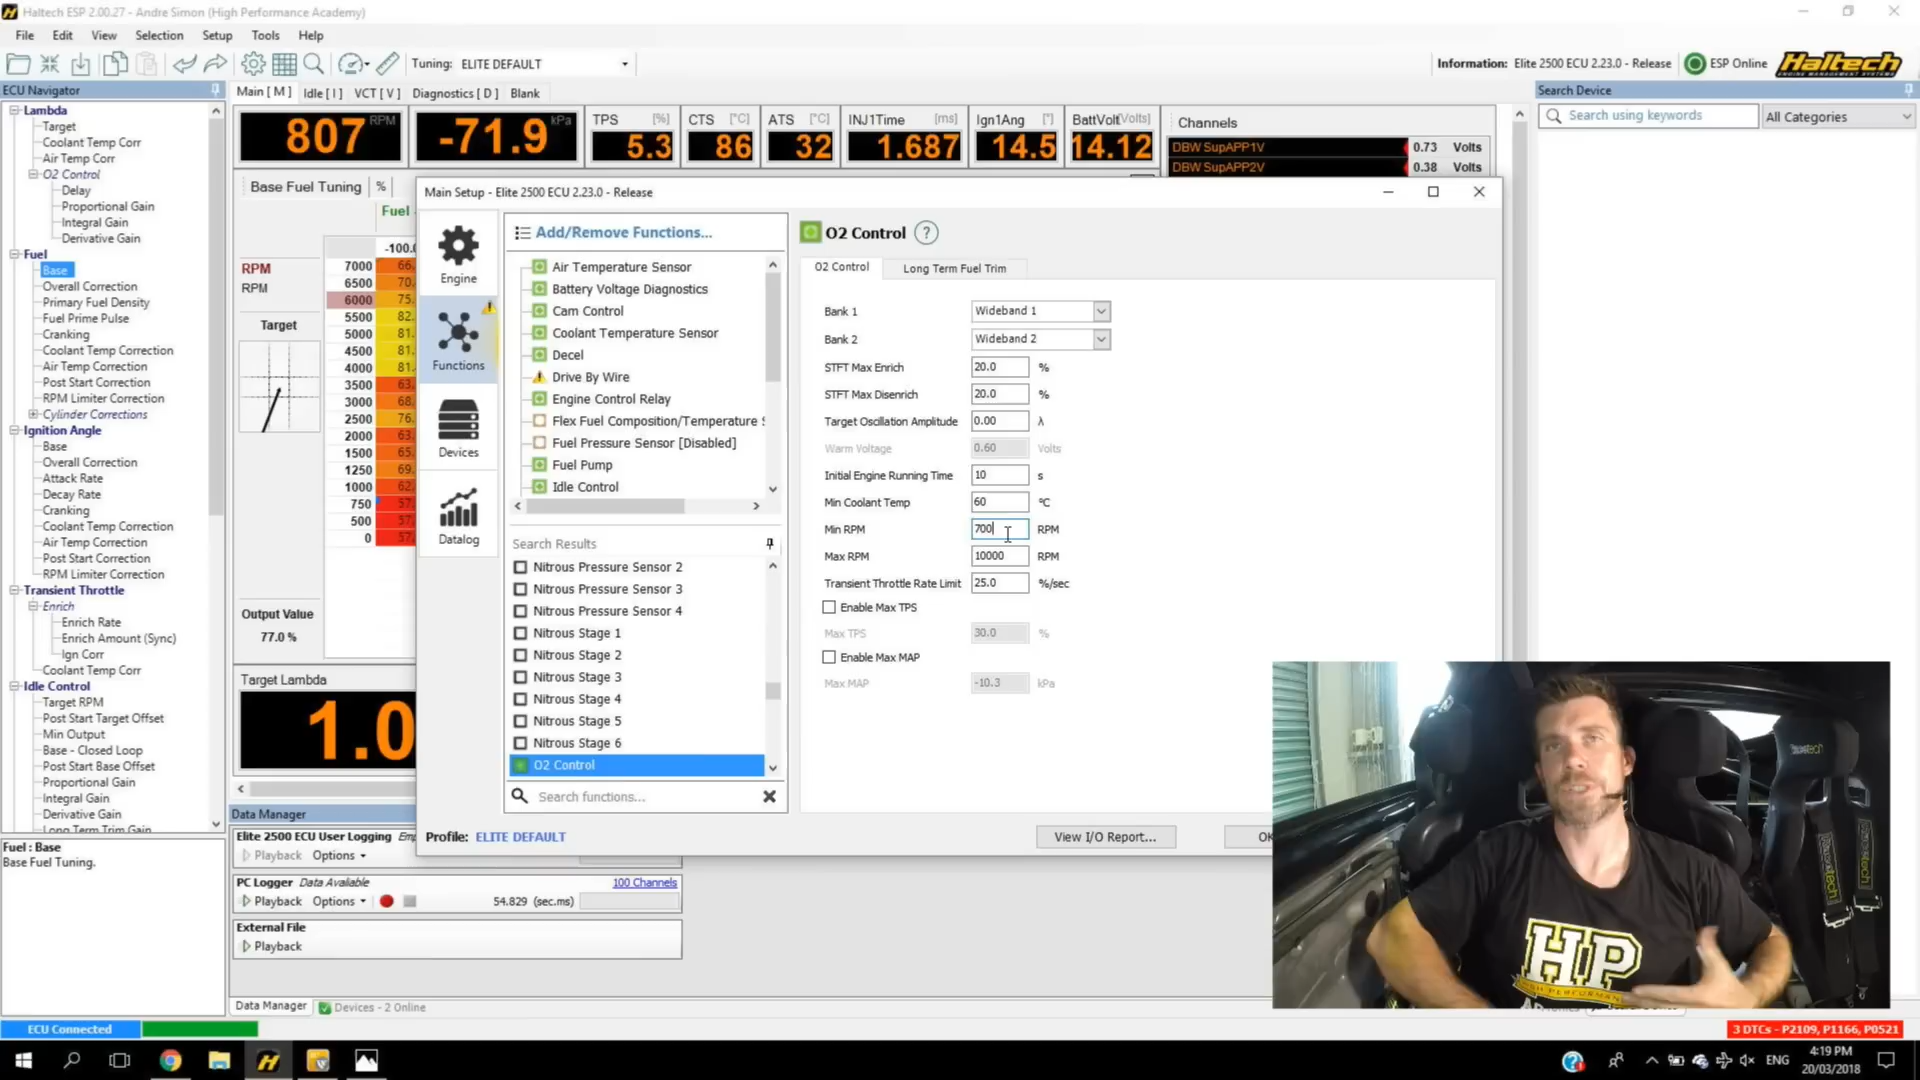 Haltech ESP 2.00.27 - Andre Simon (High Performance Academy)
File Edit View Selection Setup Tools Help
Tuning: ELITE DEFAULT
Information: Elite 2500 ECU 2.23.0 - Release
ESP Online
Haltech
ENGINE MANAGEMENT SYSTEMS
ECU Navigator
Lambda
Target
Coolant Temp Corr
Air Temp Corr
O2 Control
Delay
Proportional Gain
Integral Gain
Derivative Gain
Fuel
Base
Overall Correction
Primary Fuel Density
Fuel Prime Pulse
Cranking
Coolant Temp Correction
Air Temp Correction
Post Start Correction
RPM Limiter Correction
Cylinder Corrections
Ignition Angle
Base
Overall Correction
Attack Rate
Decay Rate
Cranking
Coolant Temp Correction
Air Temp Correction
Post Start Correction
RPM Limiter Correction
Transient Throttle
Enrich
Enrich Rate
Enrich Amount (Sync)
Ign Corr
Coolant Temp Corr
Idle Control
Target RPM
Post Start Target Offset
Min Output
Base - Closed Loop
Post Start Base Offset
Proportional Gain
Integral Gain
Derivative Gain
Long Term Trim Gain
Fuel : Base
Base Fuel Tuning.
Main [ M ] Idle [ I ] VCT [ V ] Diagnostics [ D ] Blank
807 RPM
-71.9 kPa
TPS [%]
5.3
CTS [°C]
86
ATS [°C]
32
INJ1Time [ms]
1.687
Ign1Ang [°]
14.5
BattVolt[Volts]
14.12
Channels
DBW SupAPP1V 0.73 Volts
DBW SupAPP2V 0.38 Volts
Search Device
Search using keywords
All Categories
Base Fuel Tuning %
Fuel
-100.
RPM
RPM
Target
Output Value
77.0 %
7000 66.
6500 70.
6000 75.
5500 82.
5000 81.
4500 81.
4000 81.
3500 63.
3000 68.
2500 76.
2000 63.
1500 65.
1250 69.
1000 62.
750 57.
500 57.
0 57.
Target Lambda
1.0
Main Setup - Elite 2500 ECU 2.23.0 - Release
Engine
Functions
Devices
Datalog
Add/Remove Functions...
Air Temperature Sensor
Battery Voltage Diagnostics
Cam Control
Coolant Temperature Sensor
Decel
Drive By Wire
Engine Control Relay
Flex Fuel Composition/Temperature S
Fuel Pressure Sensor [Disabled]
Fuel Pump
Idle Control
Search Results
Nitrous Pressure Sensor 2
Nitrous Pressure Sensor 3
Nitrous Pressure Sensor 4
Nitrous Stage 1
Nitrous Stage 2
Nitrous Stage 3
Nitrous Stage 4
Nitrous Stage 5
Nitrous Stage 6
O2 Control
Search functions...
O2 Control ?
O2 Control Long Term Fuel Trim
Bank 1 Wideband 1
Bank 2 Wideband 2
STFT Max Enrich 20.0 %
STFT Max Disenrich 20.0 %
Target Oscillation Amplitude 0.00 λ
Warm Voltage 0.60 Volts
Initial Engine Running Time 10 s
Min Coolant Temp 60 °C
Min RPM 700 RPM
Max RPM 10000 RPM
Transient Throttle Rate Limit 25.0 %/sec
Enable Max TPS
Max TPS 30.0 %
Enable Max MAP
Max MAP -10.3 kPa
Profile: ELITE DEFAULT
View I/O Report...
OK
Data Manager
Elite 2500 ECU User Logging
Playback Options
PC Logger Data Available 100 Channels
Playback Options 54.829 (sec.ms)
External File
Playback
Data Manager Devices - 2 Online
ECU Connected
3 DTCs - P2109, P1166, P0521
HP
ENG
4:19 PM
20/03/2018